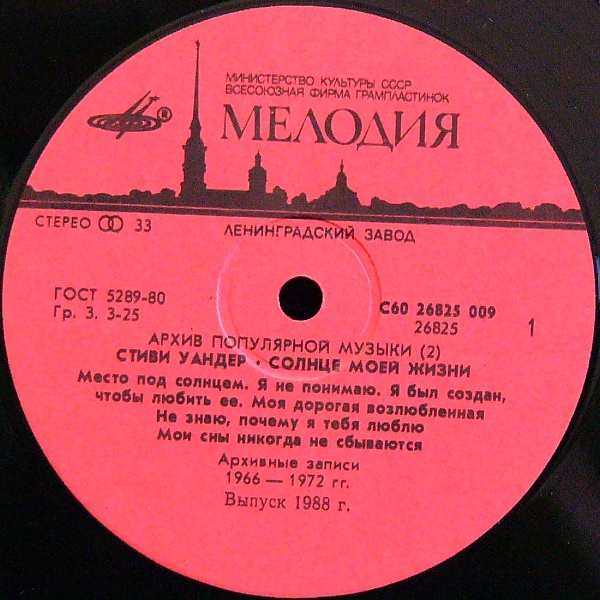 МИНИСТЕРСТВО КУЛЬТУРЫ СССР
ВСЕСОЮЗНАЯ ФИРМА ГРАМПЛАСТИНОК
МЕЛОДИЯ
®
СТЕРЕО 33
ЛЕНИНГРАДСКИЙ ЗАВОД
ГОСТ 5289-80
Гр. 3. 3-25
С60 26825 009
26825
1
АРХИВ ПОПУЛЯРНОЙ МУЗЫКИ (2)
СТИВИ УАНДЕР · СОЛНЦЕ МОЕЙ ЖИЗНИ
Место под солнцем. Я не понимаю. Я был создан,
чтобы любить ее. Моя дорогая возлюбленная
Не знаю, почему я тебя люблю
Мои сны никогда не сбываются
Архивные записи
1966 — 1972 гг.
Выпуск 1988 г.